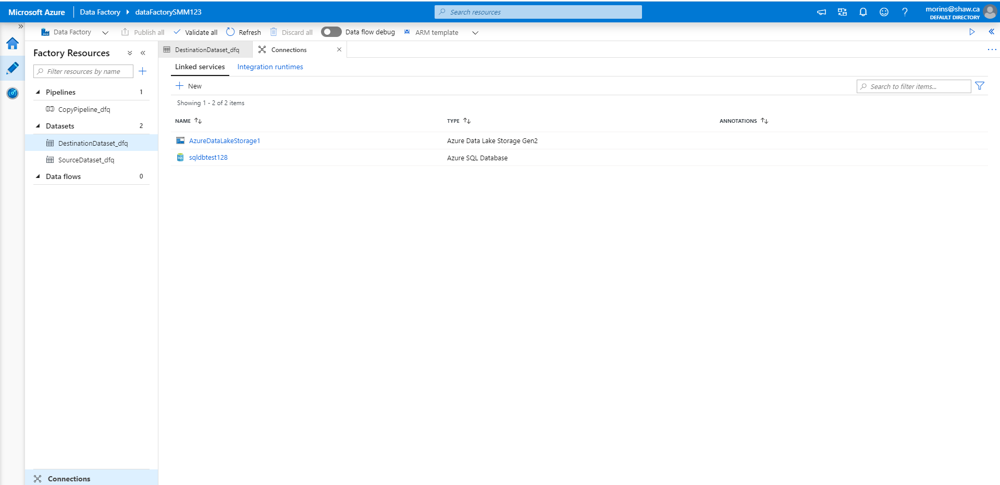 Microsoft Azure Data Factory dataFactorySMM123 Search resources ? morins@shaw.ca
DEFAULT DIRECTORY
» Data Factory Publish all Validate all Refresh Discard all Data flow debug ARM template «
Factory Resources «
Filter resources by name +
Pipelines 1
CopyPipeline_dfq
Datasets 2
DestinationDataset_dfq
SourceDataset_dfq
Data flows 0
Connections
DestinationDataset_dfq Connections × ...
Linked services Integration runtimes
+ New Search to filter items...
Showing 1 - 2 of 2 items
NAME ↑↓ TYPE ↑↓ ANNOTATIONS ↑↓
AzureDataLakeStorage1 Azure Data Lake Storage Gen2
SQL sqldbtest128 Azure SQL Database